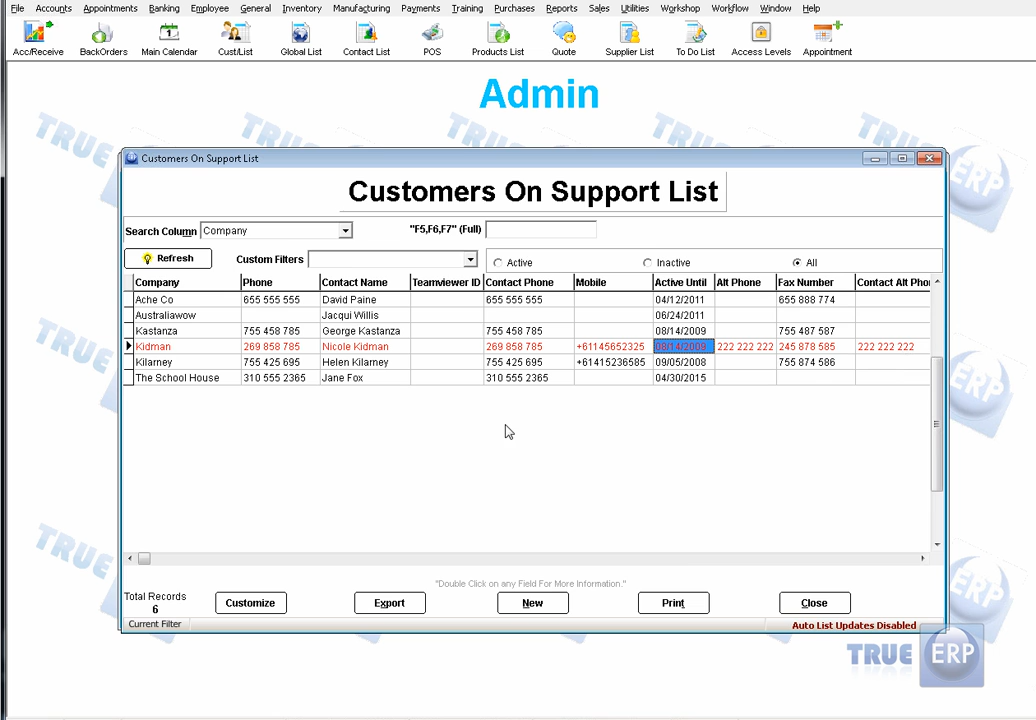 File Accounts Appointments Banking Employee General Inventory Manufacturing Payments Training Purchases Reports Sales Utilities Workshop Workflow Window Help
Acc/Receive BackOrders Main Calendar Cust/List Global List Contact List POS Products List Quote Supplier List To Do List Access Levels Appointment
Admin
Customers On Support List
Customers On Support List
Search Column Company "F5,F6,F7" (Full)
Refresh Custom Filters Active Inactive All
Company Phone Contact Name Teamviewer ID Contact Phone Mobile Active Until Alt Phone Fax Number Contact Alt Phon
Ache Co 655 555 555 David Paine 655 555 555 04/12/2011 655 888 774
Australiawow Jacqui Willis 06/24/2011
Kastanza 755 458 785 George Kastanza 755 458 785 08/14/2009 755 487 587
Kidman 269 858 785 Nicole Kidman 269 858 785 +61145652325 08/14/2009 222 222 222 245 878 585 222 222 222
Kilarney 755 425 695 Helen Kilarney 755 425 695 +61415236585 09/05/2008 755 874 586
The School House 310 555 2365 Jane Fox 310 555 2365 04/30/2015
"Double Click on any Field For More Information."
Total Records
6
Customize Export New Print Close
Current Filter Auto List Updates Disabled
TRUE ERP